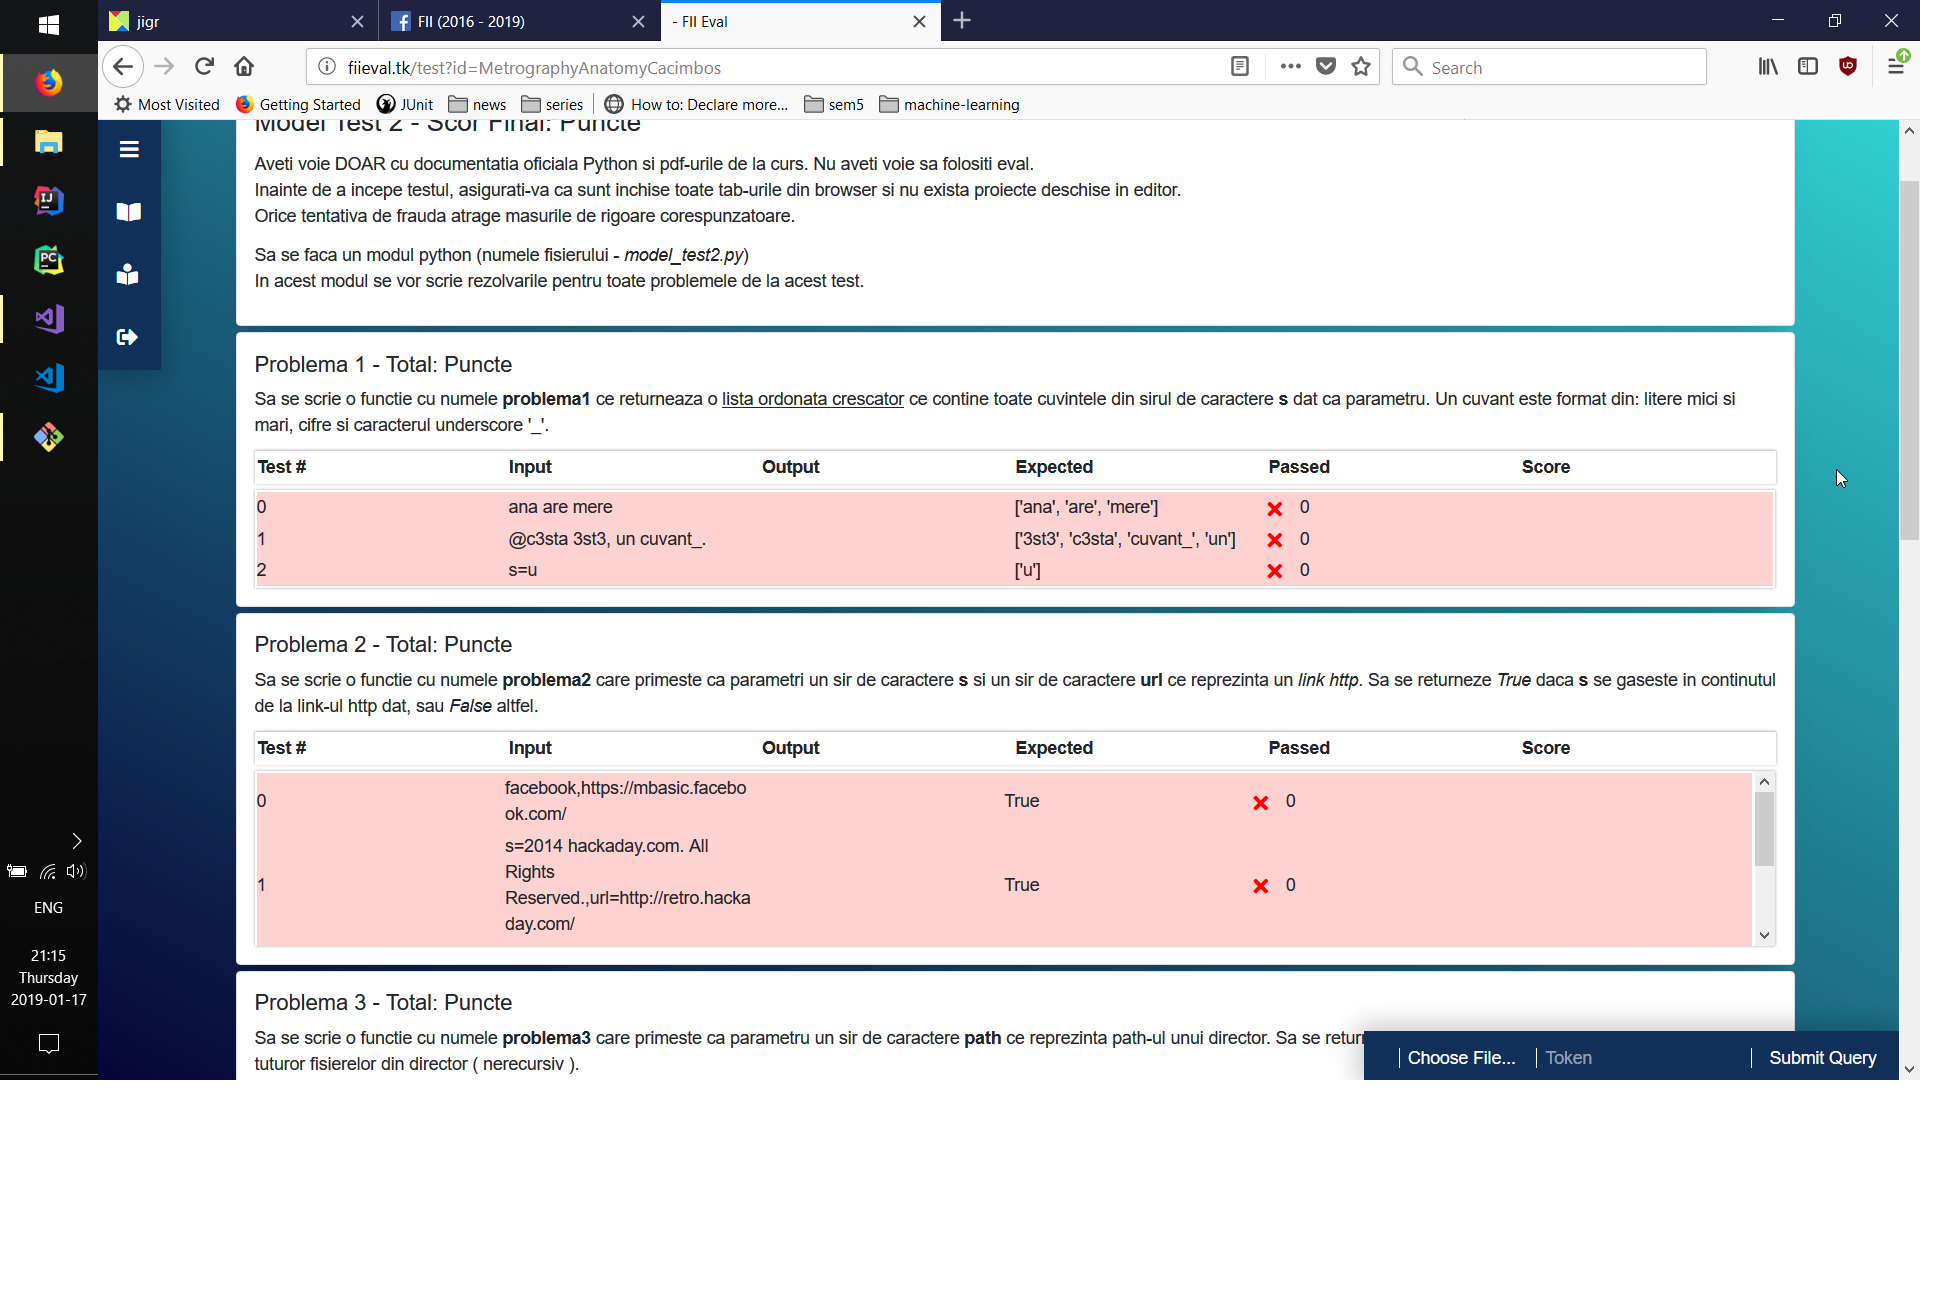 jigr
FII (2016 - 2019)
- FII Eval
fiieval.tk/test?id=MetrographyAnatomyCacimbos
Search
Most Visited
Getting Started
JUnit
news
series
How to: Declare more...
sem5
machine-learning
Model Test 2 - Scor Final: Puncte
Aveti voie DOAR cu documentatia oficiala Python si pdf-urile de la curs. Nu aveti voie sa folositi eval.
Inainte de a incepe testul, asigurati-va ca sunt inchise toate tab-urile din browser si nu exista proiecte deschise in editor.
Orice tentativa de frauda atrage masurile de rigoare corespunzatoare.
Sa se faca un modul python (numele fisierului - model_test2.py)
In acest modul se vor scrie rezolvarile pentru toate problemele de la acest test.
Problema 1 - Total: Puncte
Sa se scrie o functie cu numele problema1 ce returneaza o lista ordonata crescator ce contine toate cuvintele din sirul de caractere s dat ca parametru. Un cuvant este format din: litere mici si
mari, cifre si caracterul underscore '_'.
Test # Input Output Expected Passed Score
0 ana are mere ['ana', 'are', 'mere'] 0
1 @c3sta 3st3, un cuvant_. ['3st3', 'c3sta', 'cuvant_', 'un'] 0
2 s=u ['u'] 0
Problema 2 - Total: Puncte
Sa se scrie o functie cu numele problema2 care primeste ca parametri un sir de caractere s si un sir de caractere url ce reprezinta un link http. Sa se returneze True daca s se gaseste in continutul
de la link-ul http dat, sau False altfel.
Test # Input Output Expected Passed Score
0 facebook,https://mbasic.facebo
ok.com/ True 0
s=2014 hackaday.com. All
Rights
1 Reserved.,url=http://retro.hacka True 0
day.com/
Problema 3 - Total: Puncte
Sa se scrie o functie cu numele problema3 care primeste ca parametru un sir de caractere path ce reprezinta path-ul unui director. Sa se return
tuturor fisierelor din director ( nerecursiv ).
Choose File...
Token
Submit Query
ENG
21:15
Thursday
2019-01-17